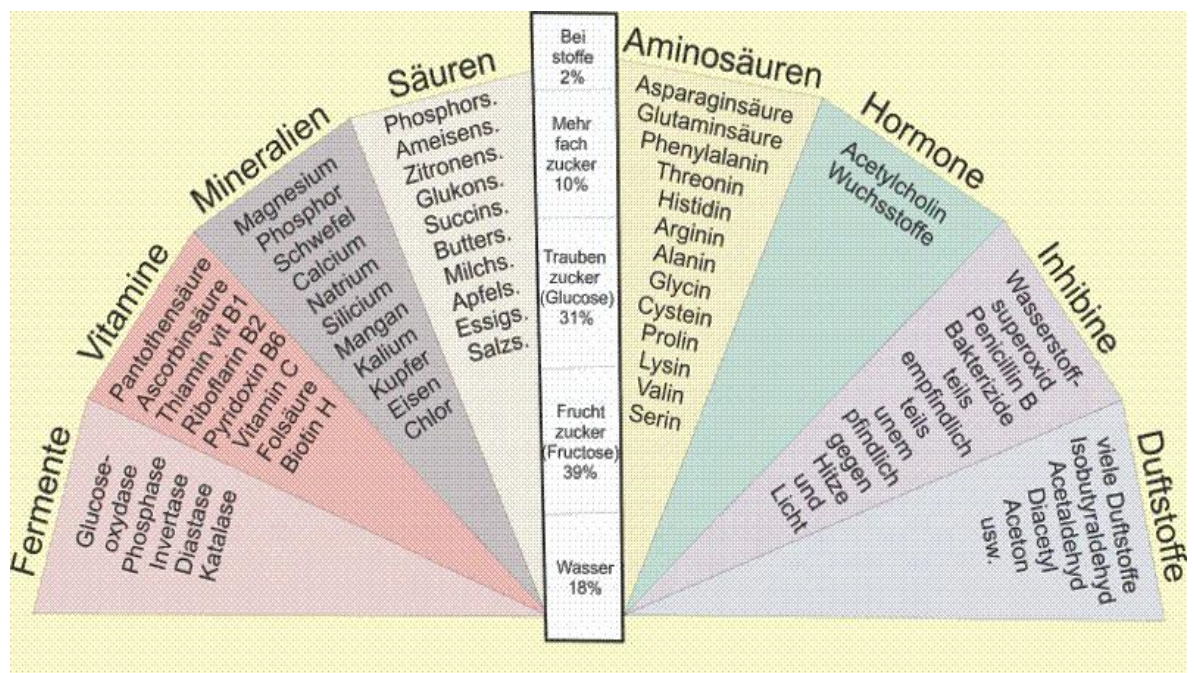 Fermente
Glucose-
oxydase
Phosphase
Invertase
Diastase
Katalase
Vitamine
Pantothensäure
Ascorbinsäure
Thiamin vit B1
Riboflarin B2
Pyridoxin B6
Vitamin C
Folsäure
Biotin H
Mineralien
Magnesium
Phosphor
Schwefel
Calcium
Natrium
Silicium
Mangan
Kalium
Kupfer
Eisen
Chlor
Säuren
Phosphors.
Ameisens.
Zitronens.
Glukons.
Succins.
Butters.
Milchs.
Apfels.
Essigs.
Salzs.
Bei
stoffe
2%
Mehr
fach
zucker
10%
Trauben
zucker
(Glucose)
31%
Frucht
zucker
(Fructose)
39%
Wasser
18%
Aminosäuren
Asparaginsäure
Glutaminsäure
Phenylalanin
Threonin
Histidin
Arginin
Alanin
Glycin
Cystein
Prolin
Lysin
Valin
Serin
Hormone
Acetylcholin
Wuchsstoffe
Inhibine
Wasserstoff-
superoxid
Penicillin B
Bakterizide
teils
empfindlich
teils
unem
pfindlich
gegen
Hitze
und
Licht
Duftstoffe
viele Duftstoffe
Isobutyraldehyd
Acetaldehyd
Diacetyl
Aceton
usw.